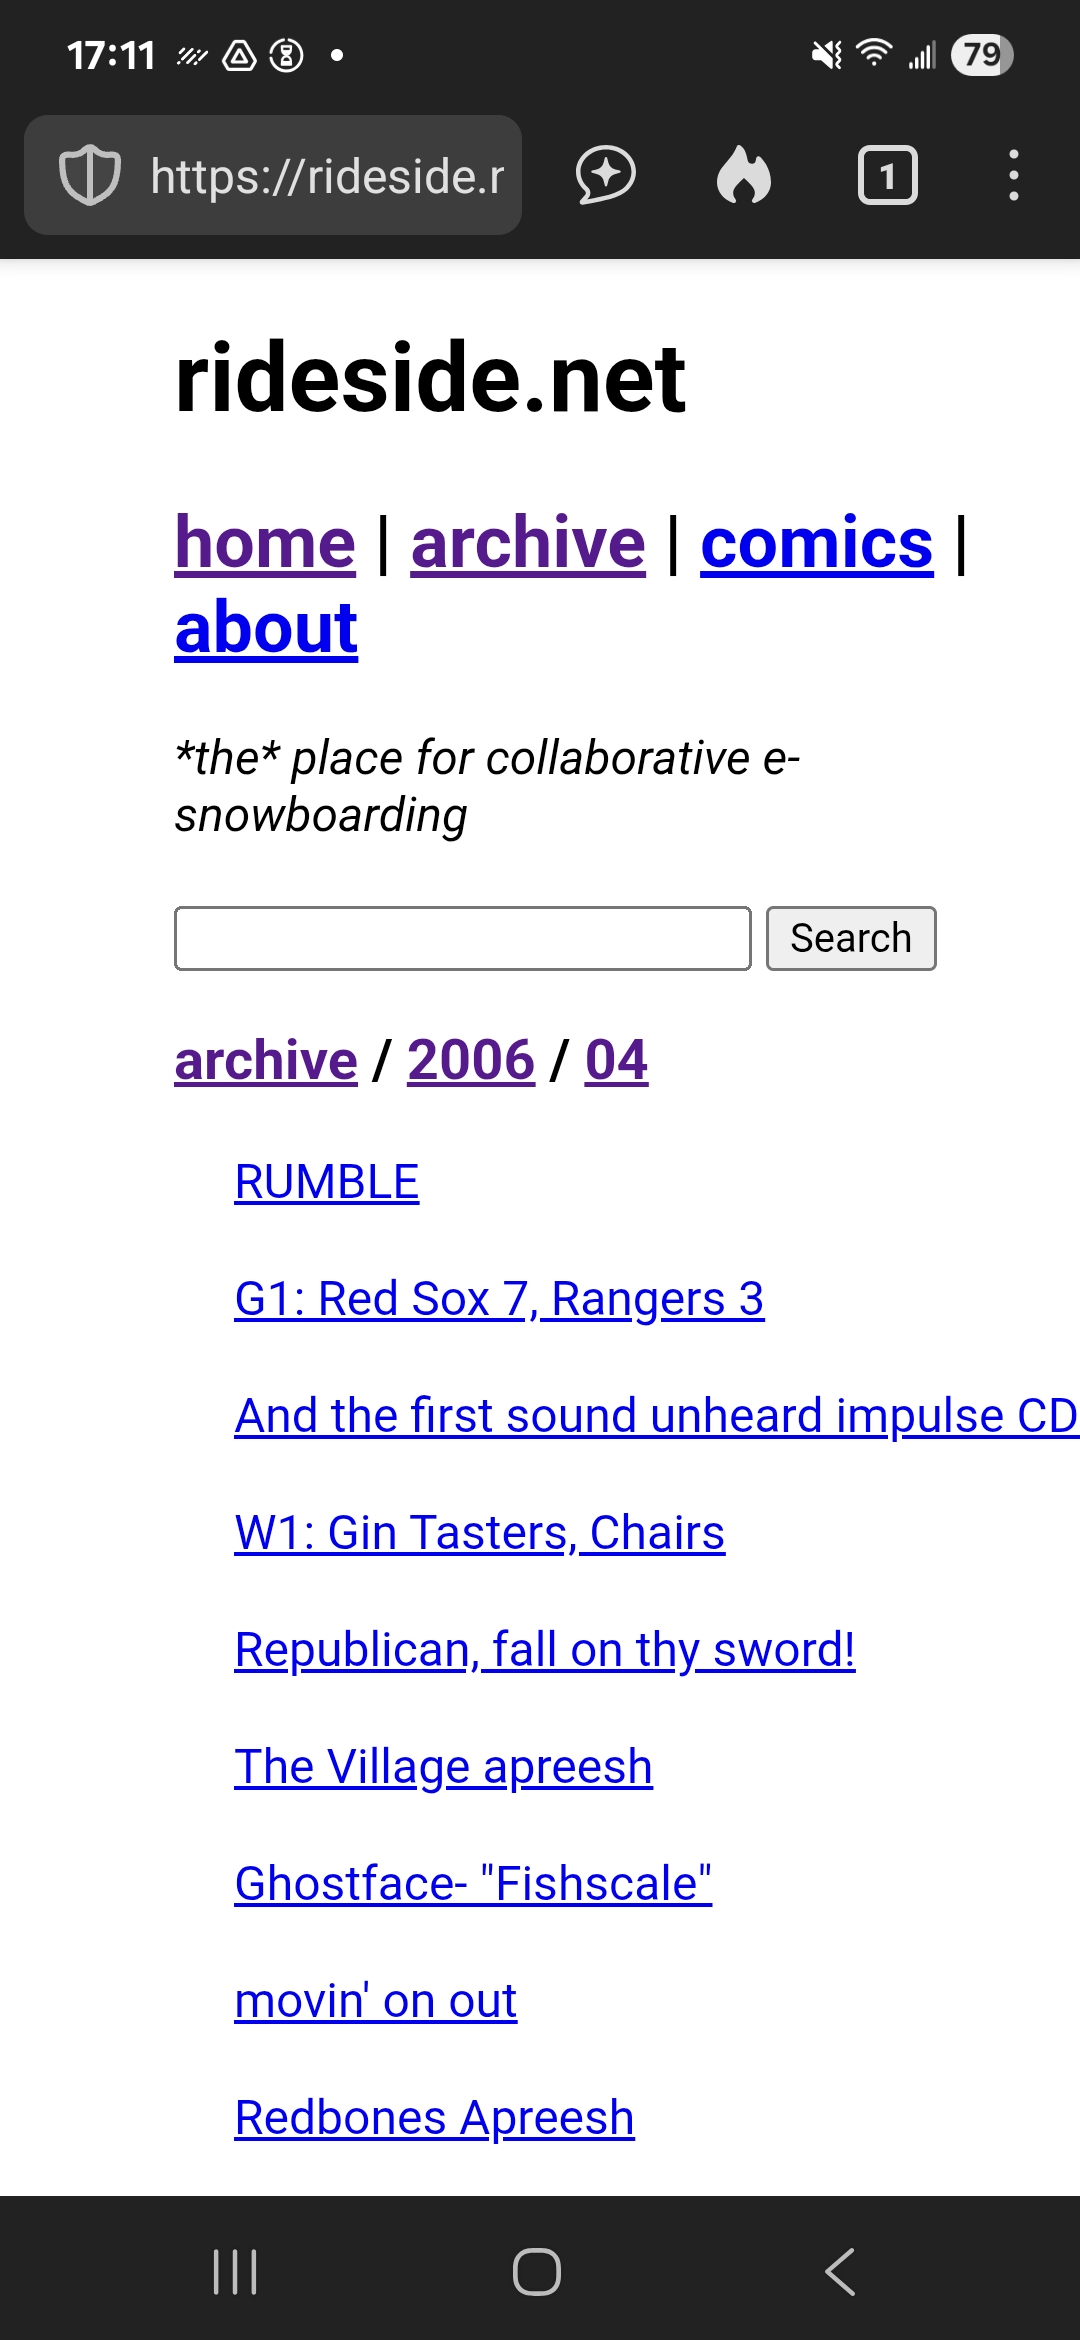 17:11
79
https://rideside.r
1
rideside.net
home | archive | comics |
about
*the* place for collaborative e-
snowboarding
Search
archive / 2006 / 04
RUMBLE
G1: Red Sox 7, Rangers 3
And the first sound unheard impulse CD
W1: Gin Tasters, Chairs
Republican, fall on thy sword!
The Village apreesh
Ghostface- "Fishscale"
movin' on out
Redbones Apreesh